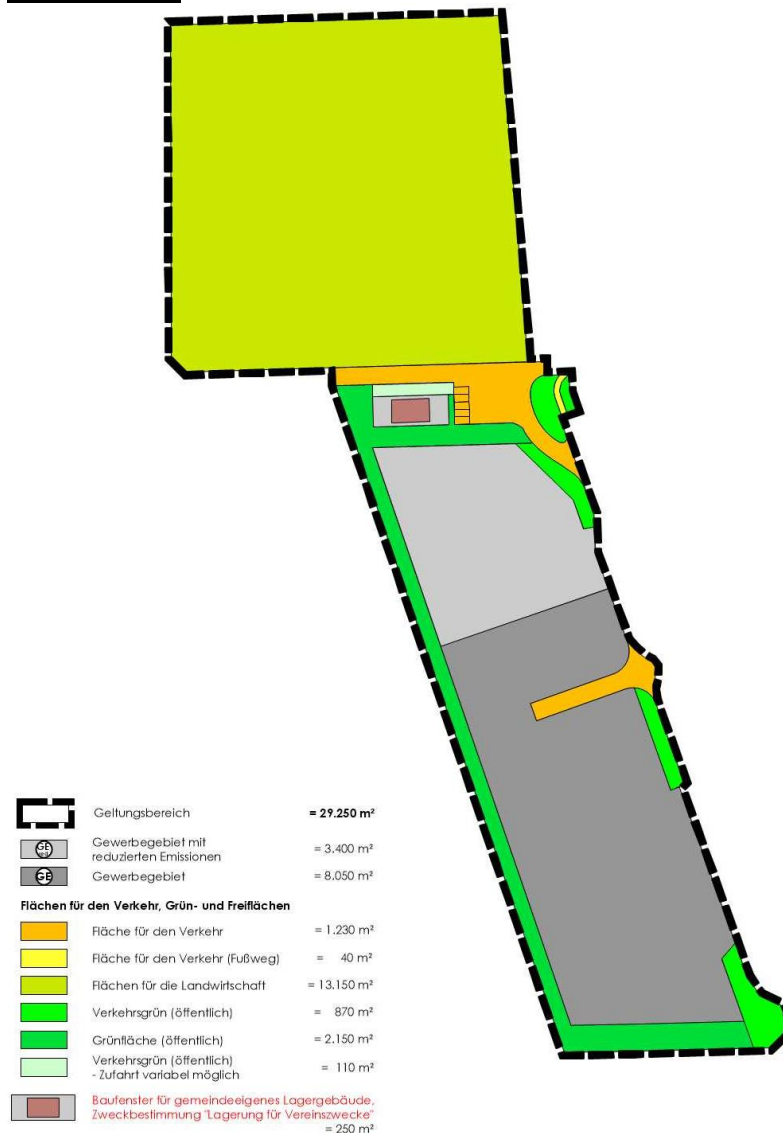 Geltungsbereich = 29.250 m²
GE
Gewerbegebiet mit
reduzierten Emissionen = 3.400 m²
GE Gewerbegebiet = 8.050 m²
Flächen für den Verkehr, Grün- und Freiflächen
Fläche für den Verkehr = 1.230 m²
Fläche für den Verkehr (Fußweg) = 40 m²
Flächen für die Landwirtschaft = 13.150 m²
Verkehrsgrün (öffentlich) = 870 m²
Grünfläche (öffentlich) = 2.150 m²
Verkehrsgrün (öffentlich)
- Zufahrt variabel möglich = 110 m²
Baufenster für gemeindeeigenes Lagergebäude,
Zweckbestimmung "Lagerung für Vereinszwecke"
= 250 m²